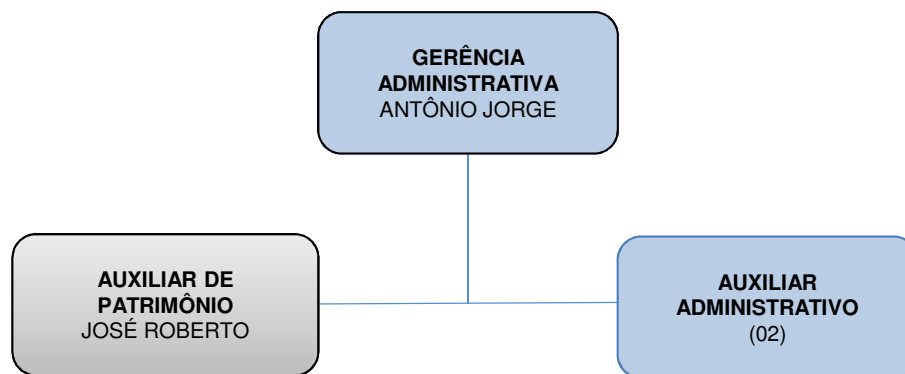 GERÊNCIA
ADMINISTRATIVA
ANTÔNIO JORGE
AUXILIAR DE
PATRIMÔNIO
JOSÉ ROBERTO
AUXILIAR
ADMINISTRATIVO
(02)